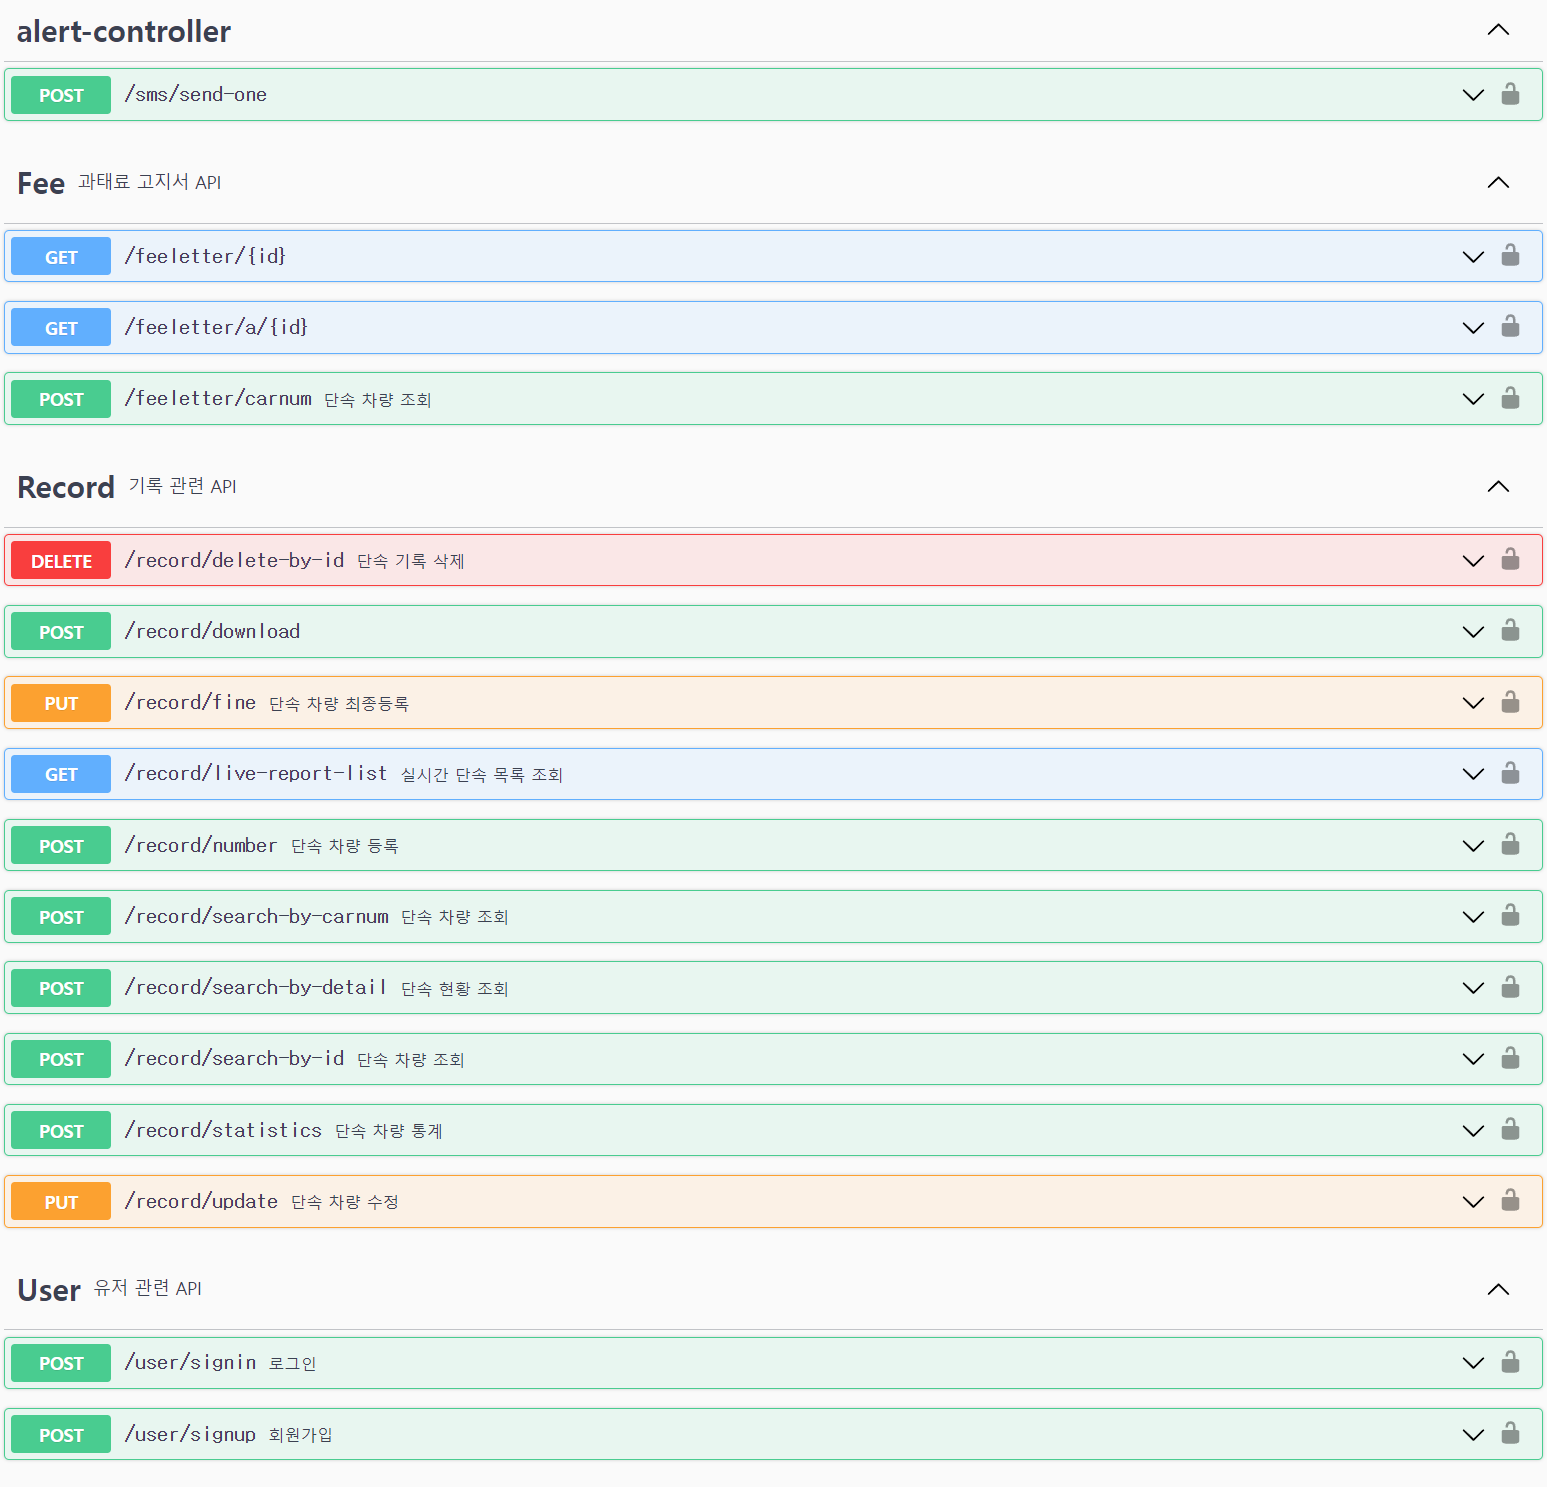 alert-controller
POST /sms/send-one
Fee 과태료 고지서 API
GET /feeletter/{id}
GET /feeletter/a/{id}
POST /feeletter/carnum 단속 차량 조회
Record 기록 관련 API
DELETE /record/delete-by-id 단속 기록 삭제
POST /record/download
PUT /record/fine 단속 차량 최종등록
GET /record/live-report-list 실시간 단속 목록 조회
POST /record/number 단속 차량 등록
POST /record/search-by-carnum 단속 차량 조회
POST /record/search-by-detail 단속 현황 조회
POST /record/search-by-id 단속 차량 조회
POST /record/statistics 단속 차량 통계
PUT /record/update 단속 차량 수정
User 유저 관련 API
POST /user/signin 로그인
POST /user/signup 회원가입